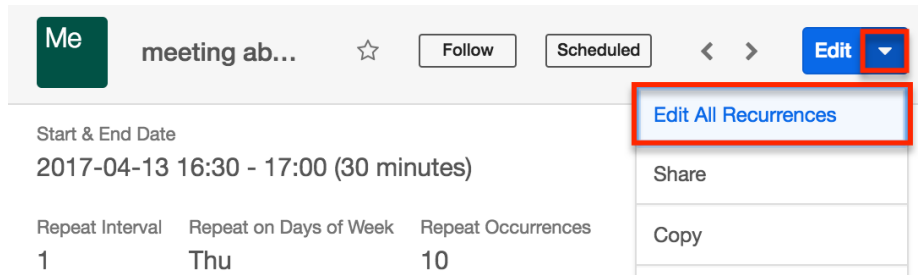 Me
meeting ab...
Follow
Scheduled
Edit
Edit All Recurrences
Start & End Date
2017-04-13 16:30 - 17:00 (30 minutes)
Share
Repeat Interval Repeat on Days of Week Repeat Occurrences
Copy
1 Thu 10